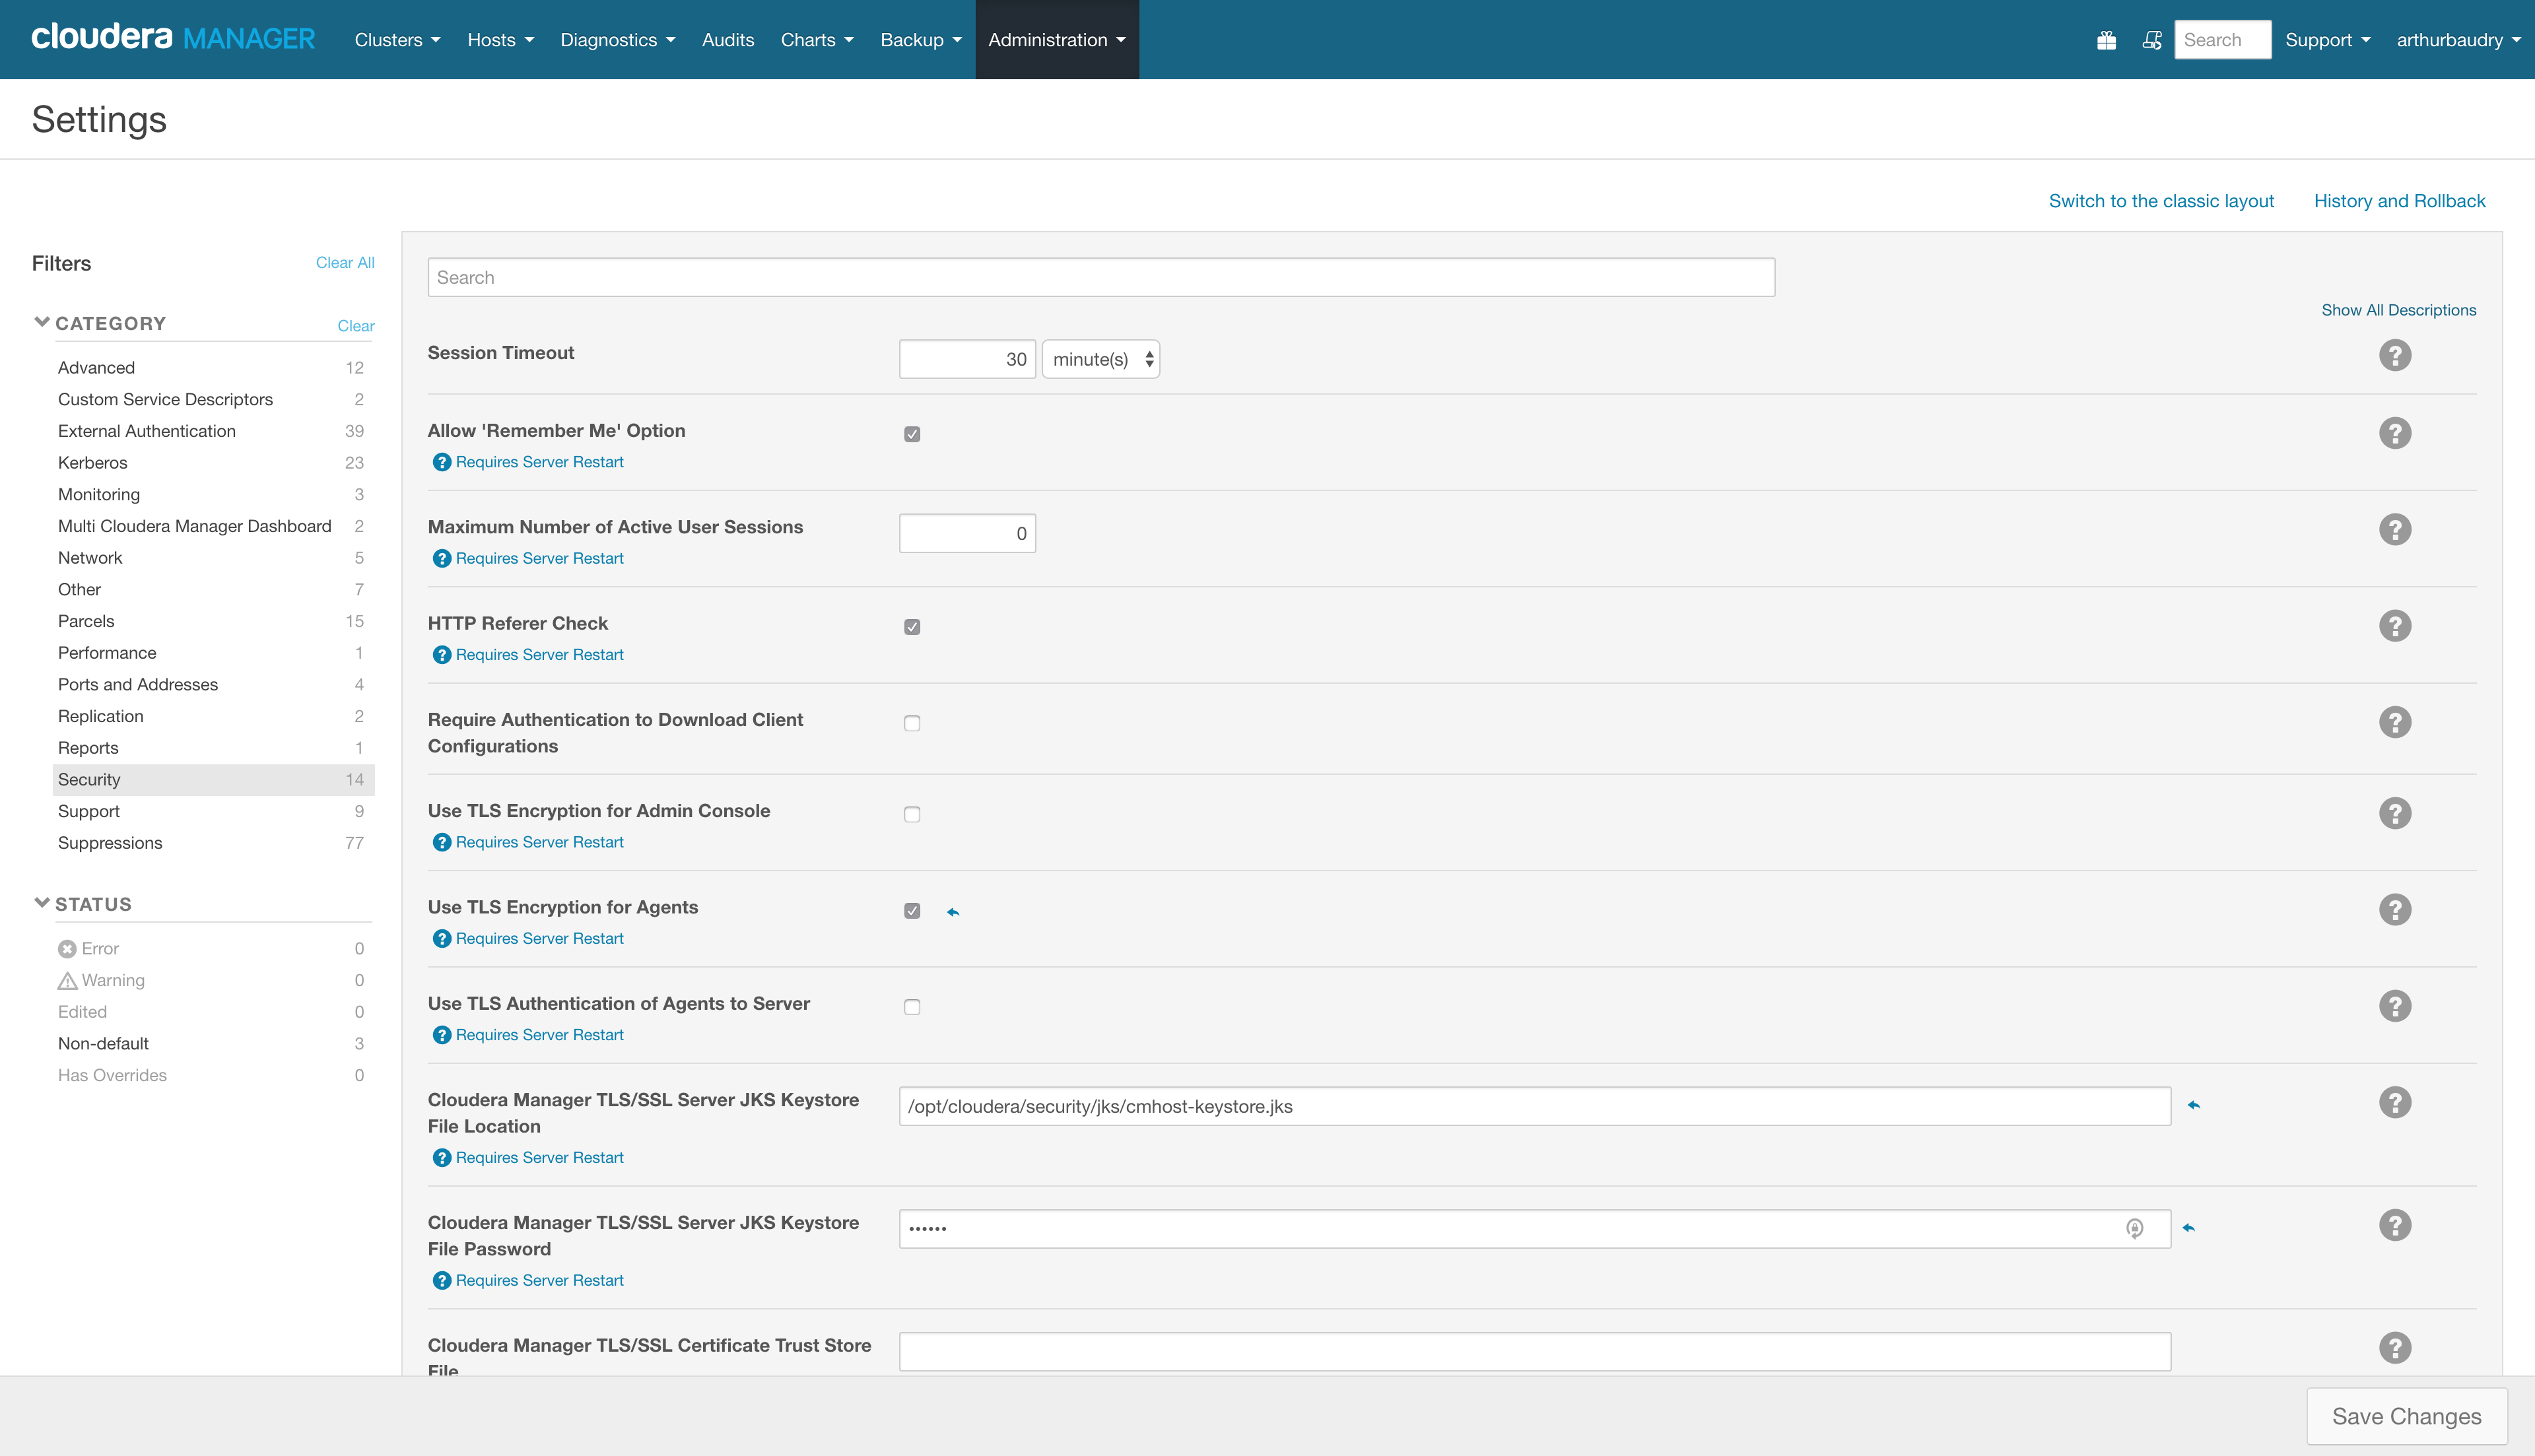 cloudera MANAGER Clusters Hosts Diagnostics Audits Charts Backup Administration Search Support arthurbaudry
Settings
Switch to the classic layout History and Rollback
Filters Clear All
CATEGORY Clear
Advanced 12
Custom Service Descriptors 2
External Authentication 39
Kerberos 23
Monitoring 3
Multi Cloudera Manager Dashboard 2
Network 5
Other 7
Parcels 15
Performance 1
Ports and Addresses 4
Replication 2
Reports 1
Security 14
Support 9
Suppressions 77
STATUS
Error 0
Warning 0
Edited 0
Non-default 3
Has Overrides 0
Search
Show All Descriptions
Session Timeout 30 minute(s) ?
Allow 'Remember Me' Option ?
? Requires Server Restart
Maximum Number of Active User Sessions 0 ?
? Requires Server Restart
HTTP Referer Check ?
? Requires Server Restart
Require Authentication to Download Client ?
Configurations
Use TLS Encryption for Admin Console ?
? Requires Server Restart
Use TLS Encryption for Agents ?
? Requires Server Restart
Use TLS Authentication of Agents to Server ?
? Requires Server Restart
Cloudera Manager TLS/SSL Server JKS Keystore /opt/cloudera/security/jks/cmhost-keystore.jks ?
File Location
? Requires Server Restart
Cloudera Manager TLS/SSL Server JKS Keystore •••••• ?
File Password
? Requires Server Restart
Cloudera Manager TLS/SSL Certificate Trust Store ?
File
Save Changes